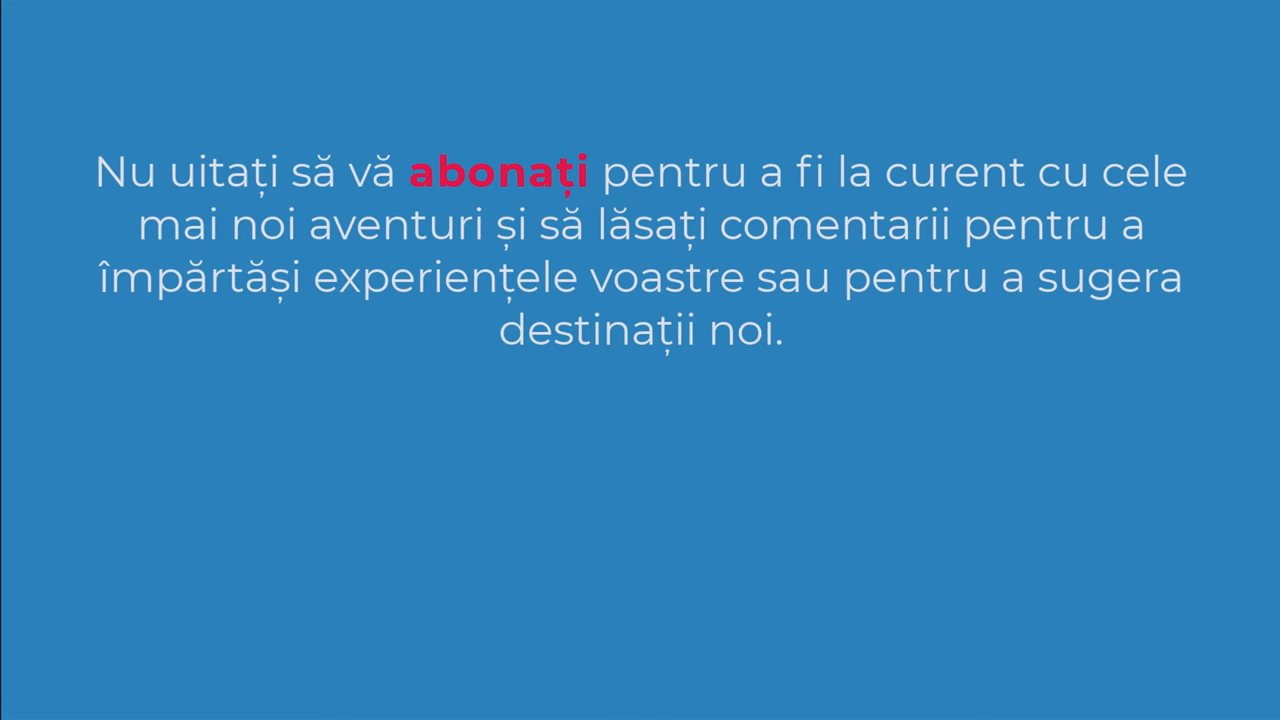 Nu uitați să vă abonați pentru a fi la curent cu cele
mai noi aventuri și să lăsați comentarii pentru a
împărtăși experiențele voastre sau pentru a sugera
destinații noi.